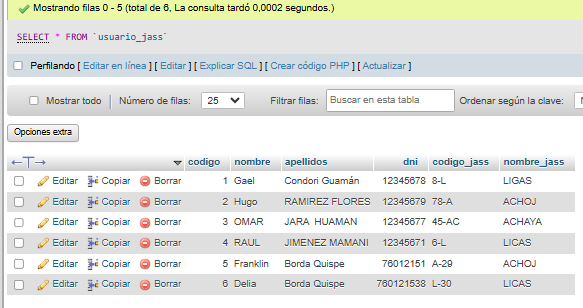 Mostrando filas 0 - 5 (total de 6, La consulta tardó 0,0002 segundos.)
SELECT * FROM `usuario_jass`
Perfilando [ Editar en línea ] [ Editar ] [ Explicar SQL ] [ Crear código PHP ] [ Actualizar ]
Mostrar todo | Número de filas: 25 Filtrar filas: Buscar en esta tabla Ordenar según la clave:
Opciones extra
←T→ codigo nombre apellidos dni codigo_jass nombre_jass
Editar Copiar Borrar 1 Gael Condori Guamán 12345678 8-L LIGAS
Editar Copiar Borrar 2 Hugo RAMIREZ FLORES 12345679 78-A ACHOJ
Editar Copiar Borrar 3 OMAR JARA HUAMAN 12345677 45-AC ACHAYA
Editar Copiar Borrar 4 RAUL JIMENEZ MAMANI 12345671 6-L LICAS
Editar Copiar Borrar 5 Franklin Borda Quispe 76012151 A-29 ACHOJ
Editar Copiar Borrar 6 Delia Borda Quispe 760121538 L-30 LICAS